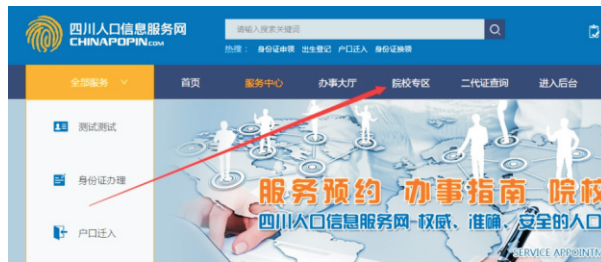 四川人口信息服务网
CHINAPOPIN.COM
请输入搜索关键词
热搜： 身份证申领 出生登记 户口迁入 身份证换领
全部服务 首页 服务中心 办事大厅 院校专区 二代证查询 进入后台
测试测试
身份证办理
户口迁入
服务预约 办事指南 院校
四川人口信息服务网-权威、准确、安全的人口
SERVICE APPOINTM